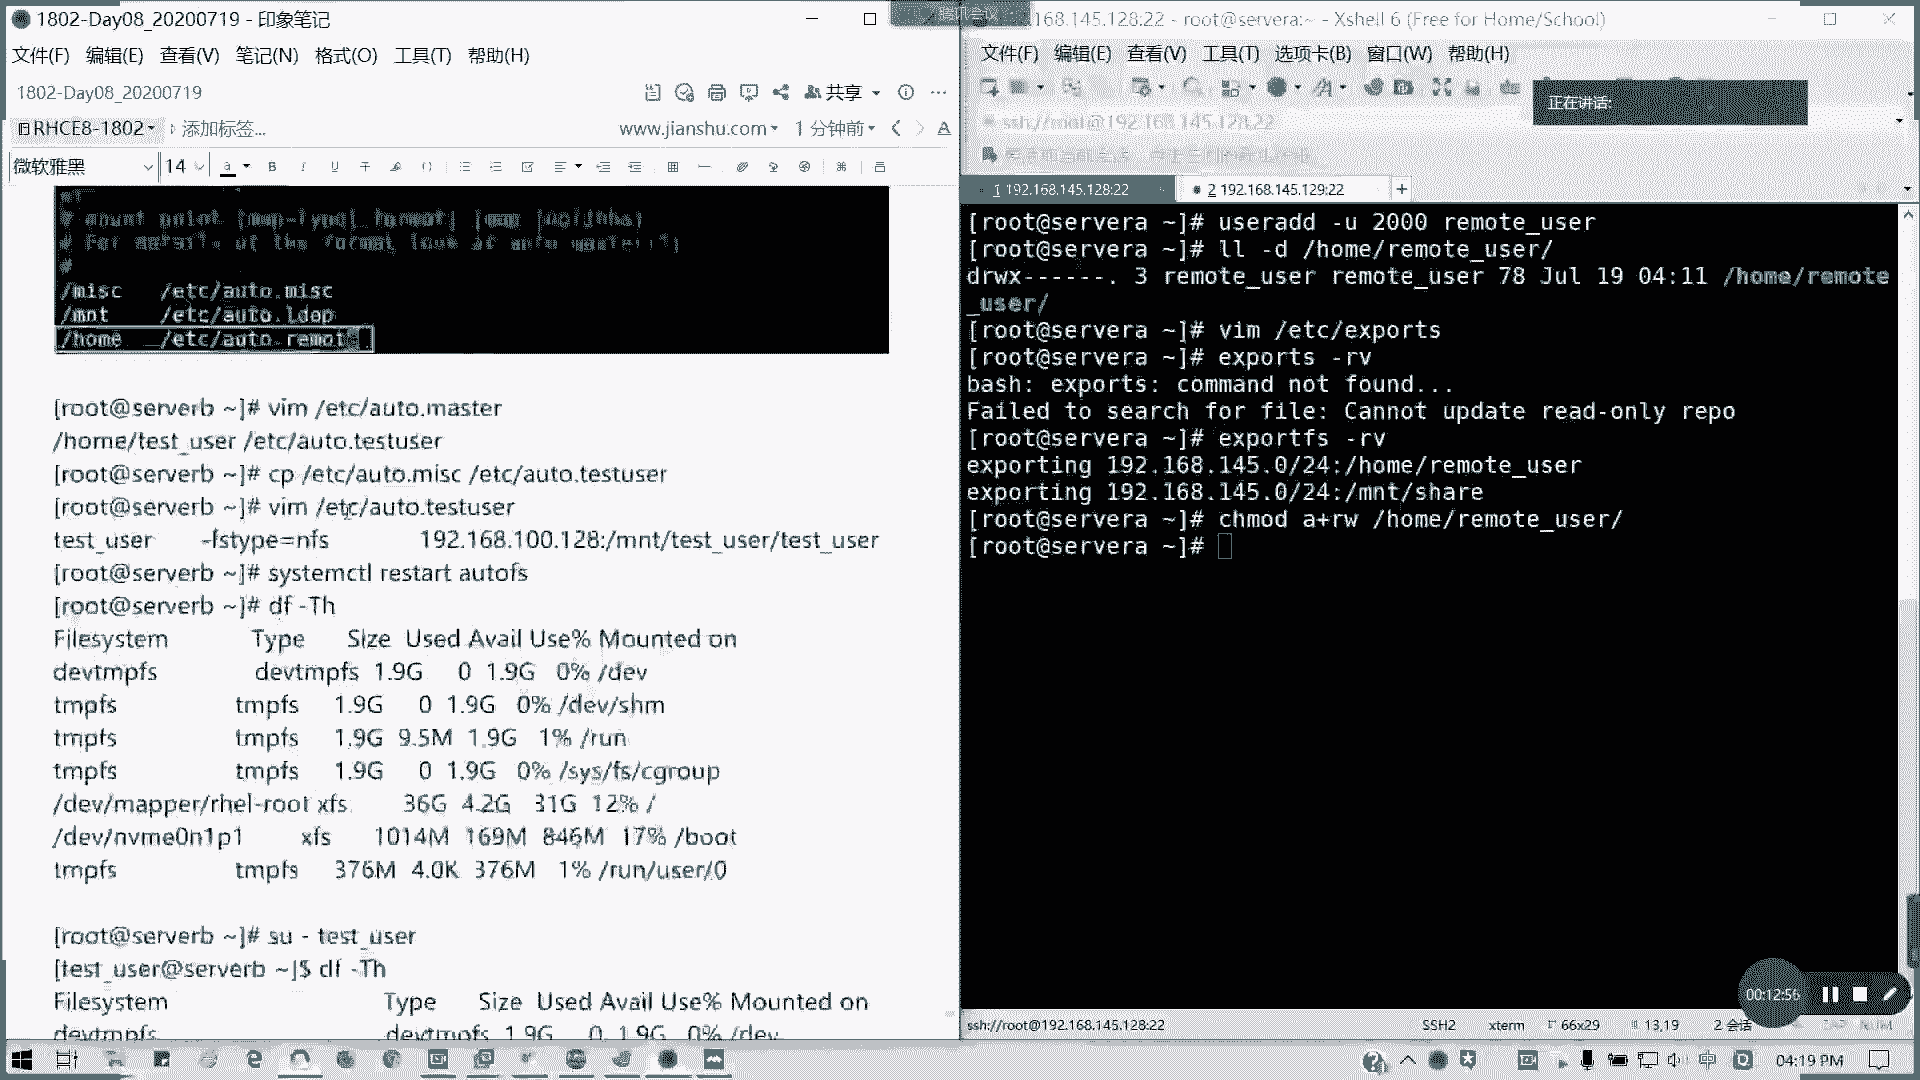 1802-Day08_20200719 - 印象笔记
文件(F) 编辑(E) 查看(V) 笔记(N) 格式(O) 工具(T) 帮助(H)
1802-Day08_20200719
共享
RHCE8-1802
添加标签...
www.jianshu.com
1 分钟前
微软雅黑
14
/misc /etc/auto.misc
/mnt /etc/auto.ldap
/home /etc/auto.remote
[root@serverb ~]# vim /etc/auto.master
/home/test_user /etc/auto.testuser
[root@serverb ~]# cp /etc/auto.misc /etc/auto.testuser
[root@serverb ~]# vim /etc/auto.testuser
test_user -fstype=nfs 192.168.100.128:/mnt/test_user/test_user
[root@serverb ~]# systemctl restart autofs
[root@serverb ~]# df -Th
Filesystem Type Size Used Avail Use% Mounted on
devtmpfs devtmpfs 1.9G 0 1.9G 0% /dev
tmpfs tmpfs 1.9G 0 1.9G 0% /dev/shm
tmpfs tmpfs 1.9G 9.5M 1.9G 1% /run
tmpfs tmpfs 1.9G 0 1.9G 0% /sys/fs/cgroup
/dev/mapper/rhel-root xfs 36G 4.2G 31G 12% /
/dev/nvme0n1p1 xfs 1014M 169M 846M 17% /boot
tmpfs tmpfs 376M 4.0K 376M 1% /run/user/0
[root@serverb ~]# su - test_user
[test_user@serverb ~]$ df -Th
Filesystem Type Size Used Avail Use% Mounted on
devtmpfs devtmpfs 1.9G 0 1.9G 0% /dev
.168.145.128:22 - root@servera:~ - Xshell 6 (Free for Home/School)
文件(F) 编辑(E) 查看(V) 工具(T) 选项卡(B) 窗口(W) 帮助(H)
正在讲话:
ssh://root@192.168.145.128:22
1 192.168.145.128:22
2 192.168.145.129:22
[root@servera ~]# useradd -u 2000 remote_user
[root@servera ~]# ll -d /home/remote_user/
drwx------. 3 remote_user remote_user 78 Jul 19 04:11 /home/remote
_user/
[root@servera ~]# vim /etc/exports
[root@servera ~]# exports -rv
bash: exports: command not found...
Failed to search for file: Cannot update read-only repo
[root@servera ~]# exportfs -rv
exporting 192.168.145.0/24:/home/remote_user
exporting 192.168.145.0/24:/mnt/share
[root@servera ~]# chmod a+rw /home/remote_user/
[root@servera ~]#
00:12:56
ssh://root@192.168.145.128:22 SSH2 xterm 66x29 13,19 2 会话
中
04:19 PM